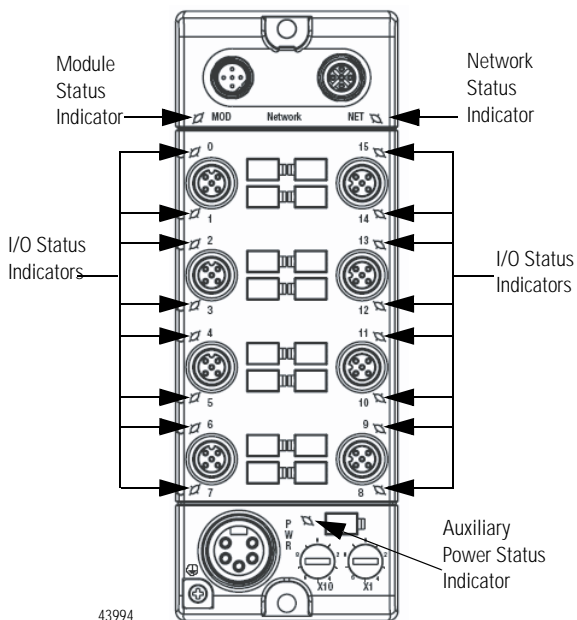 Module
Status
Indicator
Network
Status
Indicator
MOD Network NET
0 15
1 14
2 13
I/O Status
Indicators
I/O Status
Indicators
3 12
4 11
5 10
6 9
7 8
P
W
R
X10 X1
Auxiliary
Power Status
Indicator
43994